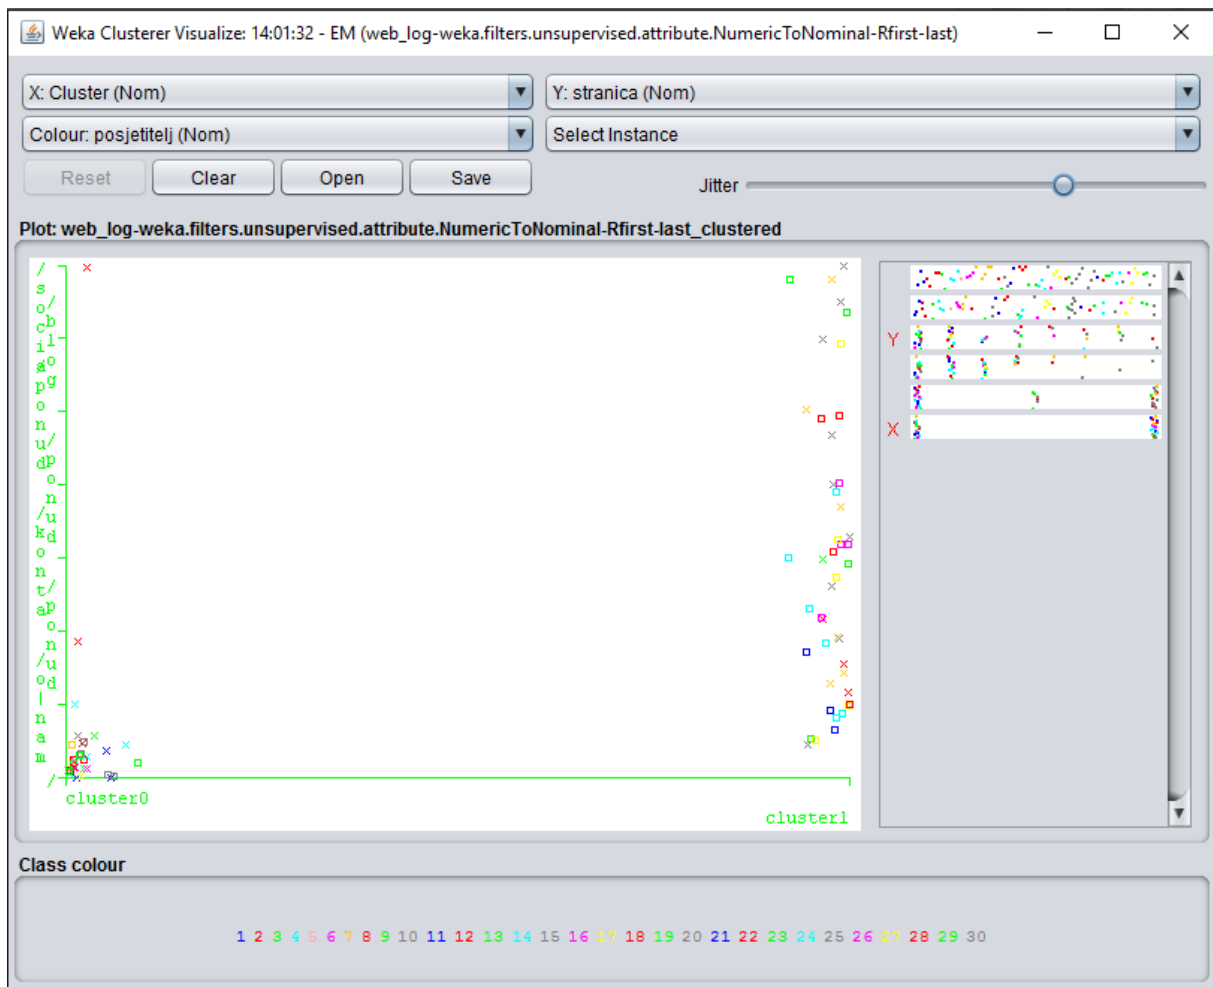 Weka Clusterer Visualize: 14:01:32 - EM (web_log-weka.filters.unsupervised.attribute.NumericToNominal-Rfirst-last)
X: Cluster (Nom)
Y: stranica (Nom)
Colour: posjetitelj (Nom)
Select Instance
Reset
Clear
Open
Save
Jitter
Plot: web_log-weka.filters.unsupervised.attribute.NumericToNominal-Rfirst-last_clustered
Y
X
cluster0
cluster1
Class colour
1 2 3 4 5 6 7 8 9 10 11 12 13 14 15 16 17 18 19 20 21 22 23 24 25 26 27 28 29 30